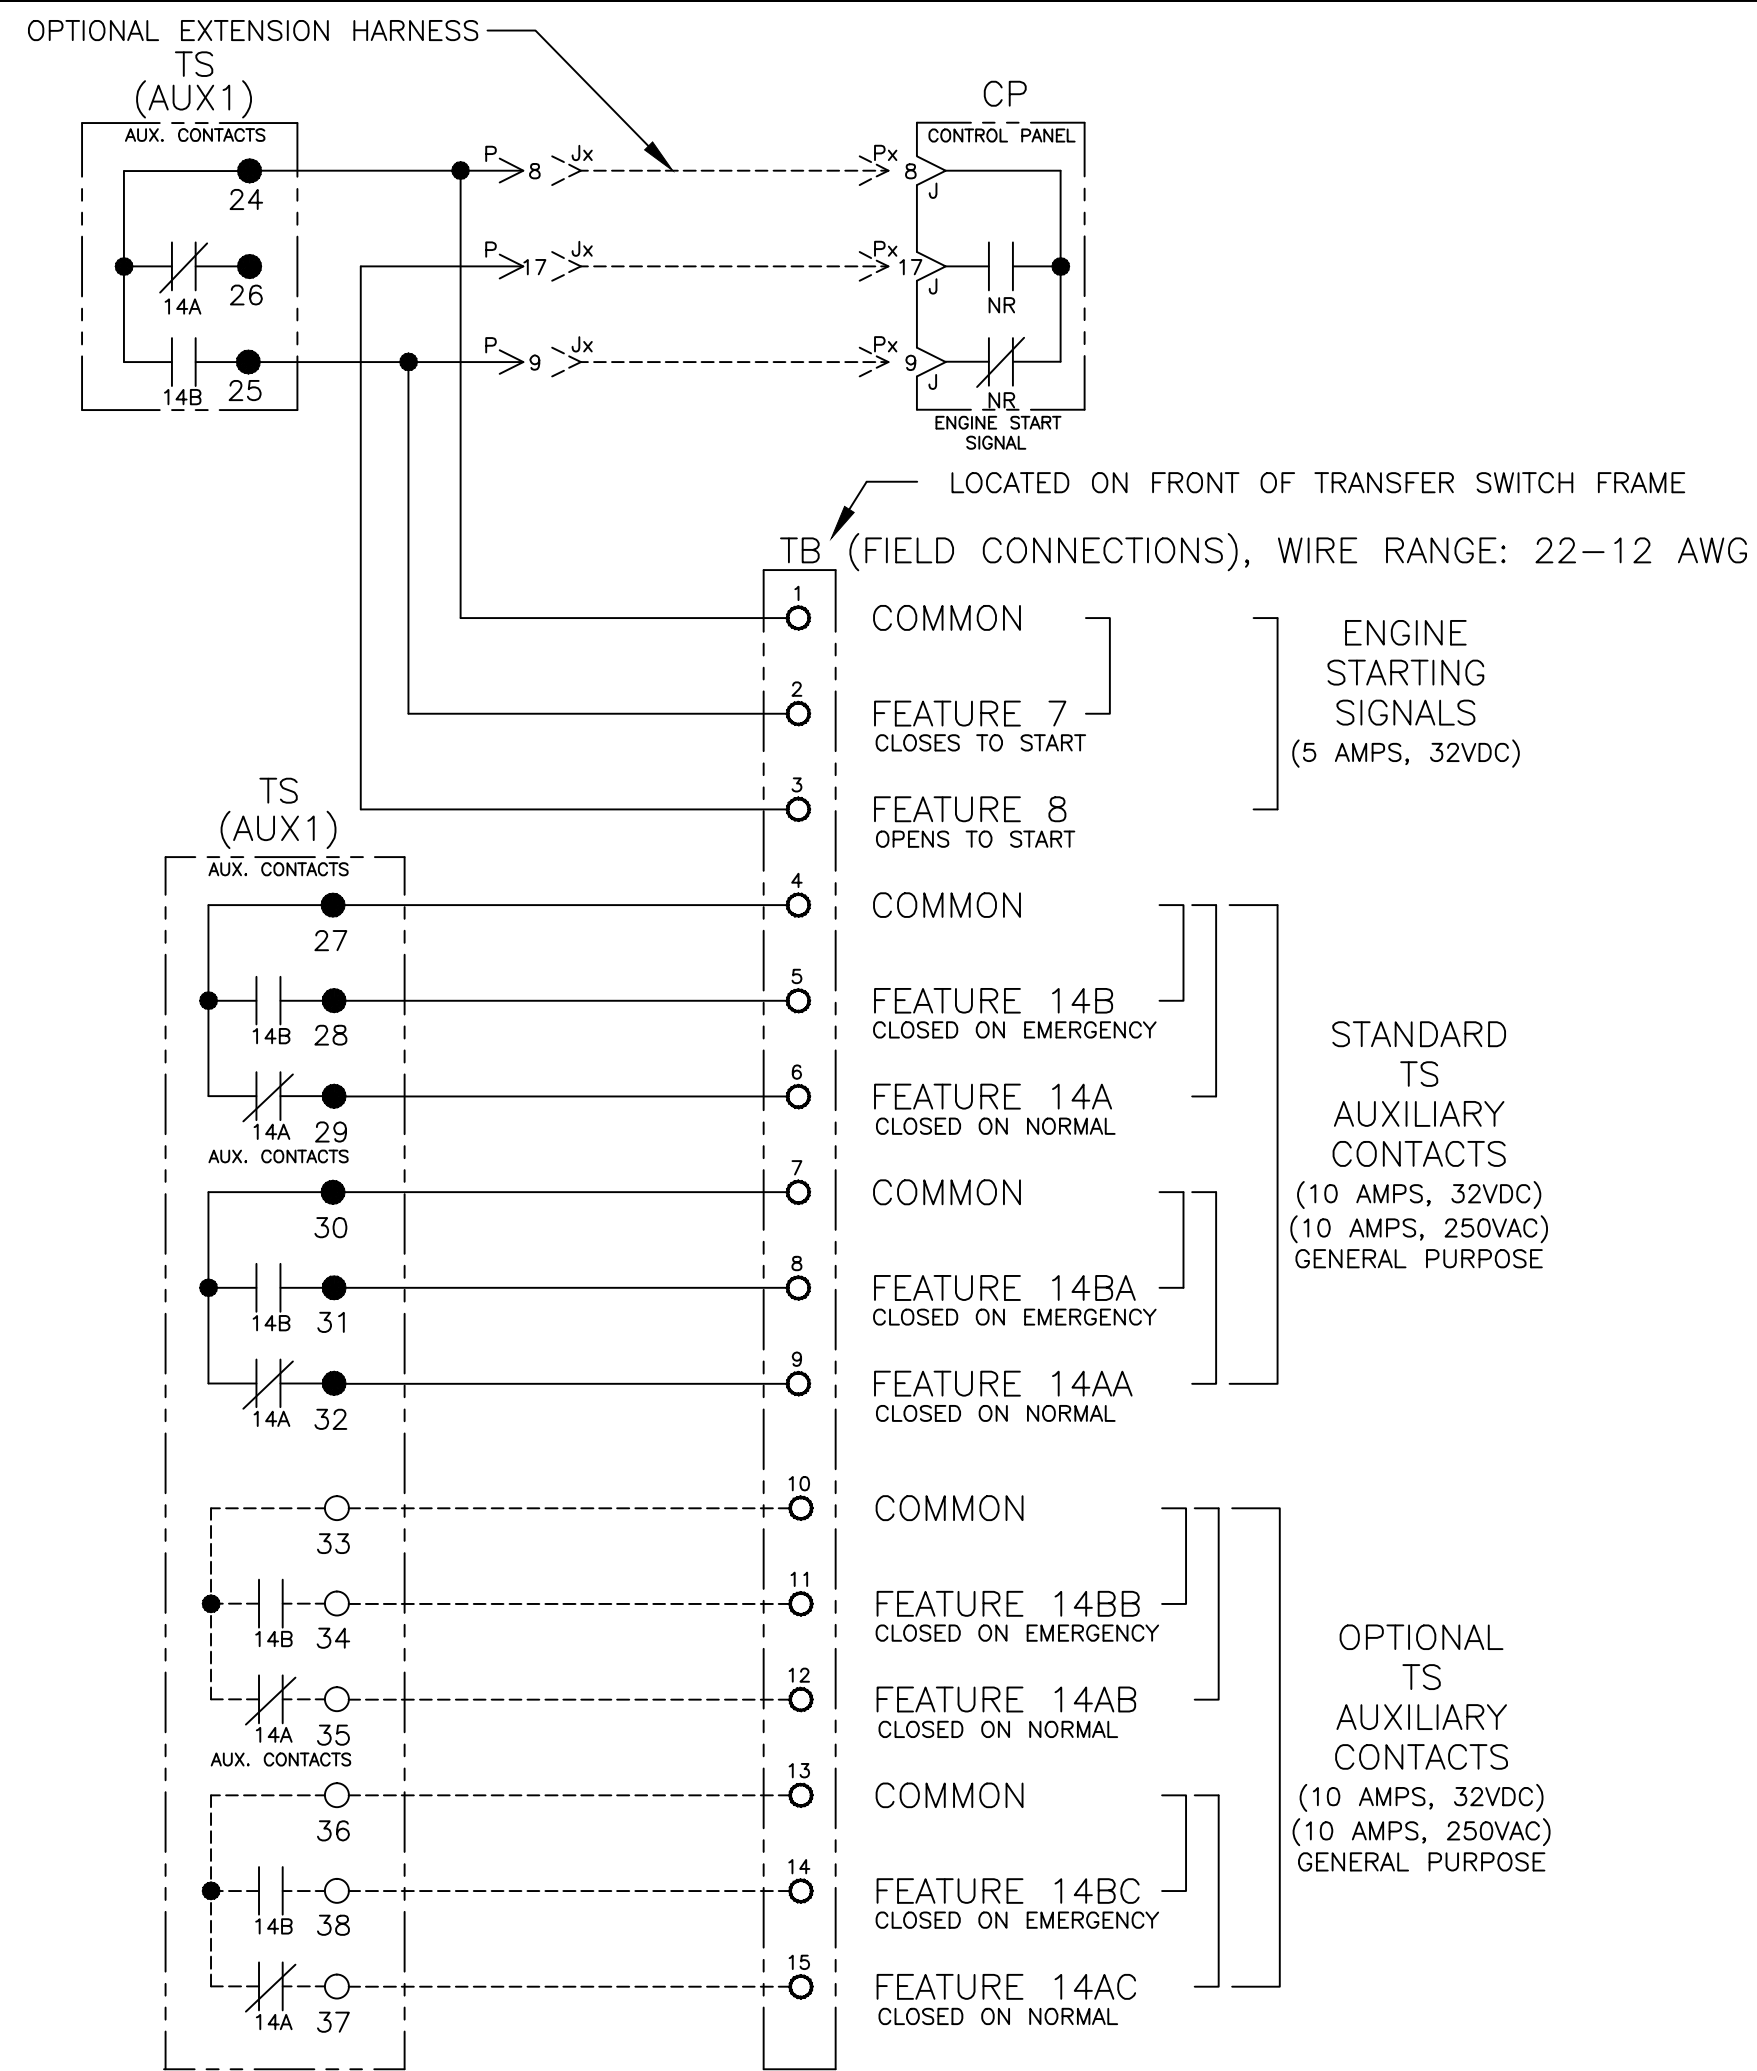 OPTIONAL EXTENSION HARNESS
TS
(AUX1)
AUX. CONTACTS
24
14A
26
14B
25
P
8
Jx
Px
8
J
P
17
Jx
Px
17
J
P
9
Jx
Px
9
J
CP
CONTROL PANEL
NR
NR
ENGINE START
SIGNAL
LOCATED ON FRONT OF TRANSFER SWITCH FRAME
TB (FIELD CONNECTIONS), WIRE RANGE: 22-12 AWG
1
COMMON
2
FEATURE 7
CLOSES TO START
3
FEATURE 8
OPENS TO START
ENGINE
STARTING
SIGNALS
(5 AMPS, 32VDC)
TS
(AUX1)
AUX. CONTACTS
27
4
COMMON
14B
28
5
FEATURE 14B
CLOSED ON EMERGENCY
14A
29
6
FEATURE 14A
CLOSED ON NORMAL
AUX. CONTACTS
30
7
COMMON
14B
31
8
FEATURE 14BA
CLOSED ON EMERGENCY
14A
32
9
FEATURE 14AA
CLOSED ON NORMAL
STANDARD
TS
AUXILIARY
CONTACTS
(10 AMPS, 32VDC)
(10 AMPS, 250VAC)
GENERAL PURPOSE
33
10
COMMON
14B
34
11
FEATURE 14BB
CLOSED ON EMERGENCY
14A
35
12
FEATURE 14AB
CLOSED ON NORMAL
AUX. CONTACTS
36
13
COMMON
14B
38
14
FEATURE 14BC
CLOSED ON EMERGENCY
14A
37
15
FEATURE 14AC
CLOSED ON NORMAL
OPTIONAL
TS
AUXILIARY
CONTACTS
(10 AMPS, 32VDC)
(10 AMPS, 250VAC)
GENERAL PURPOSE